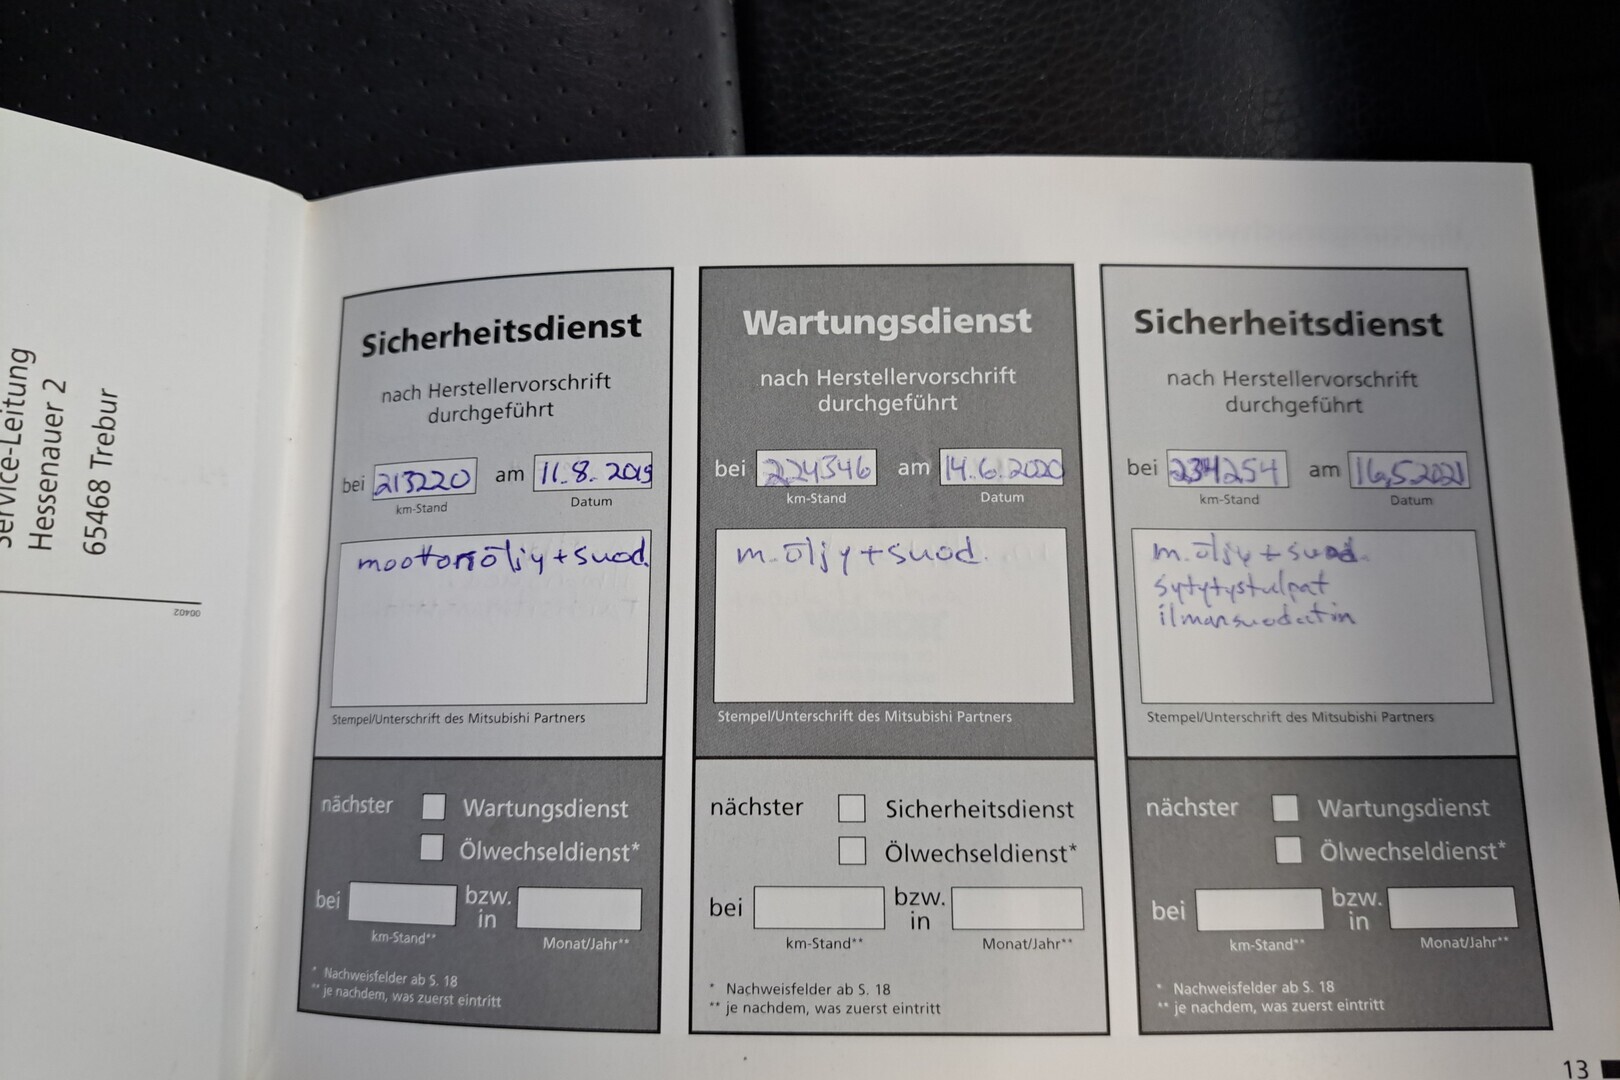 Service-Leitung
Hessenauer 2
65468 Trebur
00402
Sicherheitsdienst
nach Herstellervorschrift
durchgeführt
bei 213220 am 11.8.2019
km-Stand Datum
moottoriöljy+suod.
Stempel/Unterschrift des Mitsubishi Partners
nächster Wartungsdienst
Ölwechseldienst*
bei bzw. in
km-Stand** Monat/Jahr**
* Nachweisfelder ab S. 18
** je nachdem, was zuerst eintritt
Wartungsdienst
nach Herstellervorschrift
durchgeführt
bei 224346 am 14.6.2020
km-Stand Datum
m.öljy+suod.
Stempel/Unterschrift des Mitsubishi Partners
nächster Sicherheitsdienst
Ölwechseldienst*
bei bzw. in
km-Stand** Monat/Jahr**
* Nachweisfelder ab S. 18
** je nachdem, was zuerst eintritt
Sicherheitsdienst
nach Herstellervorschrift
durchgeführt
bei 234254 am 16.5.2021
km-Stand Datum
m.öljy+suod.
sytytystulpat
ilmansuodatin
Stempel/Unterschrift des Mitsubishi Partners
nächster Wartungsdienst
Ölwechseldienst*
bei bzw. in
km-Stand** Monat/Jahr**
* Nachweisfelder ab S. 18
** je nachdem, was zuerst eintritt
13